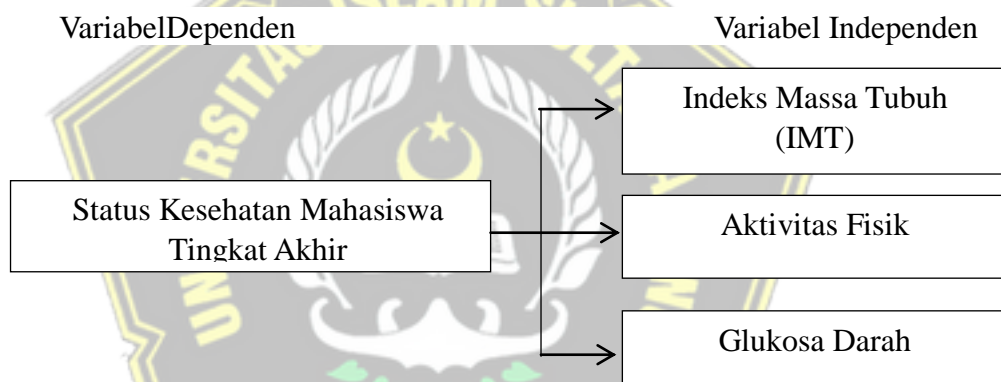 VariabelDependen
Variabel Independen
Indeks Massa Tubuh
(IMT)
Status Kesehatan Mahasiswa
Tingkat Akhir
Aktivitas Fisik
Glukosa Darah